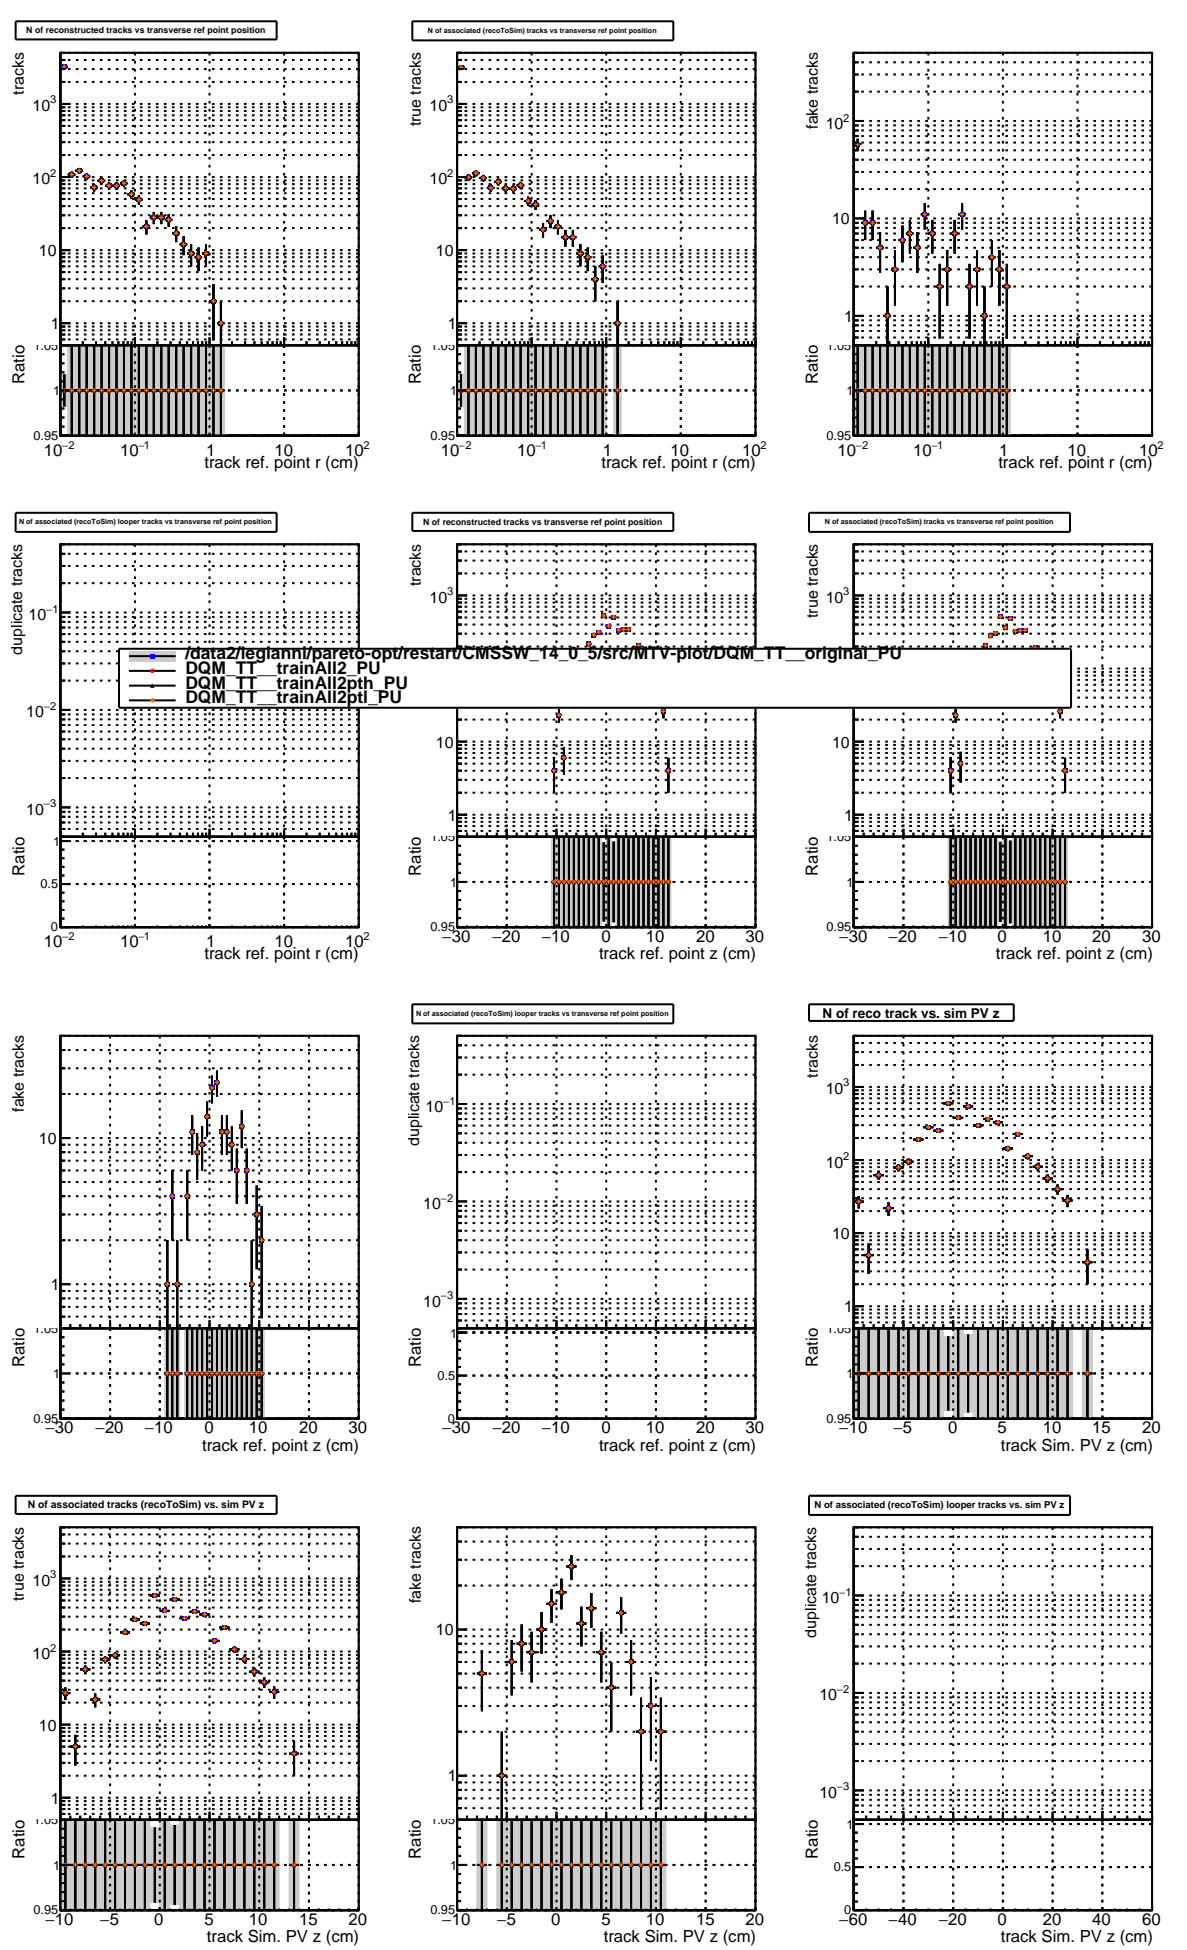 N of reconstructed tracks vs transverse ref point position
N of associated (recoToSim) tracks vs transverse ref point position
tracks
10³
10²
10
1
Ratio
1.05
1
0.95
10⁻² 10⁻¹ 1 10 10²
track ref. point r (cm)
true tracks
10³
10²
10
1
Ratio
1.05
1
0.95
10⁻² 10⁻¹ 1 10 10²
track ref. point r (cm)
fake tracks
10²
10
1
Ratio
1.05
1
0.95
10⁻² 10⁻¹ 1 10 10²
track ref. point r (cm)
N of associated (recoToSim) looper tracks vs transverse ref point position
N of reconstructed tracks vs transverse ref point position
N of associated (recoToSim) tracks vs transverse ref point position
duplicate tracks
10⁻¹
10⁻²
10⁻³
Ratio
1
0.5
0
10⁻² 10⁻¹ 1 10 10²
track ref. point r (cm)
tracks
10³
10
1
Ratio
1.05
1
0.95
−30 −20 −10 0 10 20 30
track ref. point z (cm)
true tracks
10³
10
1
Ratio
1.05
1
0.95
−30 −20 −10 0 10 20 30
track ref. point z (cm)
/data2/legianni/pareto-opt/restart/CMSSW_14_0_5/src/MTV-plot/DQM_TT__original_PU
DQM_TT__trainAll2_PU
DQM_TT__trainAll2pth_PU
DQM_TT__trainAll2ptl_PU
N of associated (recoToSim) looper tracks vs transverse ref point position
N of reco track vs. sim PV z
fake tracks
10
1
Ratio
1.05
1
0.95
−30 −20 −10 0 10 20 30
track ref. point z (cm)
duplicate tracks
10⁻¹
10⁻²
10⁻³
Ratio
1
0.5
0
−30 −20 −10 0 10 20 30
track ref. point z (cm)
tracks
10³
10²
10
1
Ratio
1.05
1
0.95
−10 −5 0 5 10 15 20
track Sim. PV z (cm)
N of associated tracks (recoToSim) vs. sim PV z
N of associated (recoToSim) looper tracks vs. sim PV z
true tracks
10³
10²
10
1
Ratio
1.05
1
0.95
−10 −5 0 5 10 15 20
track Sim. PV z (cm)
fake tracks
10
1
Ratio
1.05
1
0.95
−10 −5 0 5 10 15 20
track Sim. PV z (cm)
duplicate tracks
10⁻¹
10⁻²
10⁻³
Ratio
1
0.5
0
−60 −40 −20 0 20 40 60
track Sim. PV z (cm)